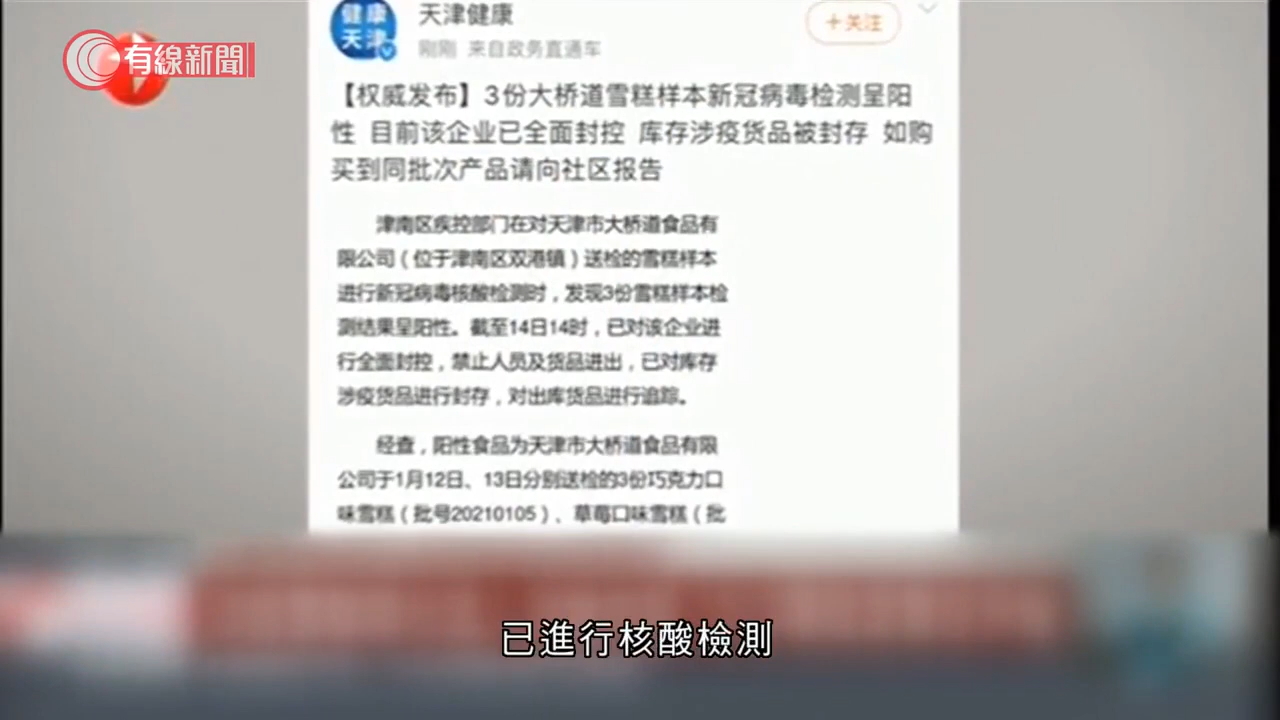 有線新聞
健康
天津
天津健康
+关注
刚刚 来自政务直通车
【权威发布】3份大桥道雪糕样本新冠病毒检测呈阳
性 目前该企业已全面封控 库存涉疫货品被封存 如购
买到同批次产品请向社区报告
津南区疾控部门在对天津市大桥道食品有
限公司（位于津南区双港镇）送检的雪糕样本
进行新冠病毒核酸检测时，发现3份雪糕样本检
测结果呈阳性。截至14日14时，已对该企业进
行全面封控，禁止人员及货品进出，已对库存
涉疫货品进行封存，对出库货品进行追踪。
经查，阳性食品为天津市大桥道食品有限
公司于1月12日、13日分别送检的3份巧克力口
味雪糕（批号20210105）、草莓口味雪糕（批
已進行核酸檢測